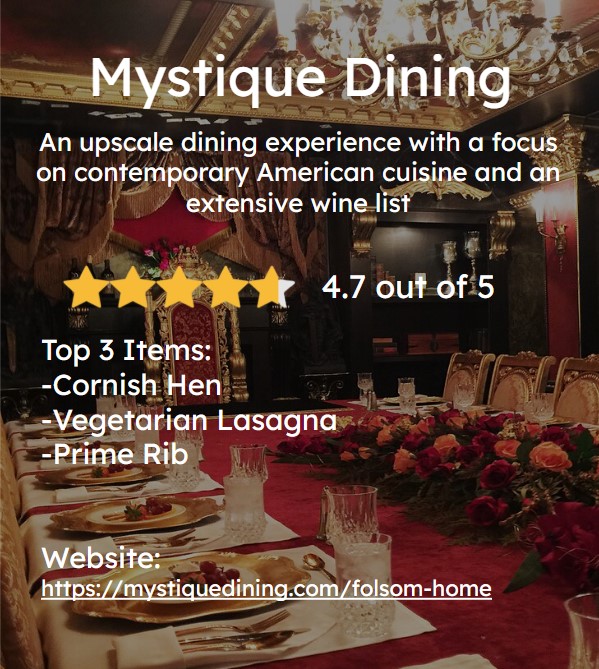 Mystique Dining
An upscale dining experience with a focus
on contemporary American cuisine and an
extensive wine list
4.7 out of 5
Top 3 Items:
-Cornish Hen
-Vegetarian Lasagna
-Prime Rib
Website:
https://mystiquedining.com/folsom-home